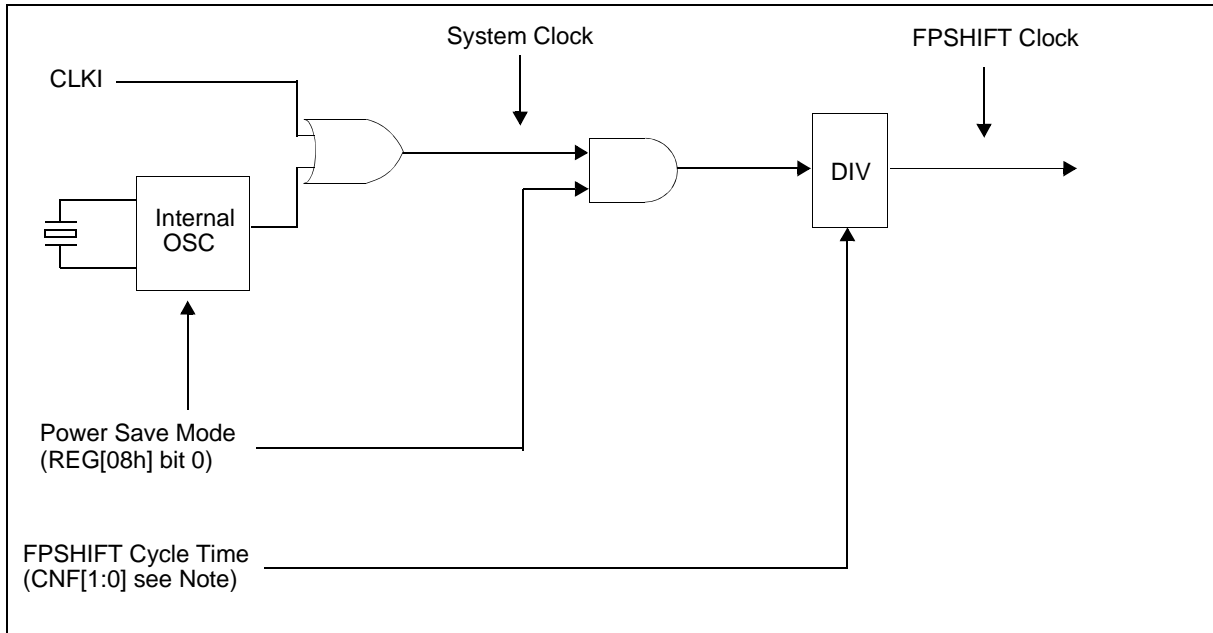 System Clock
FPSHIFT Clock
CLKI
DIV
Internal
OSC
Power Save Mode
(REG[08h] bit 0)
FPSHIFT Cycle Time
(CNF[1:0] see Note)